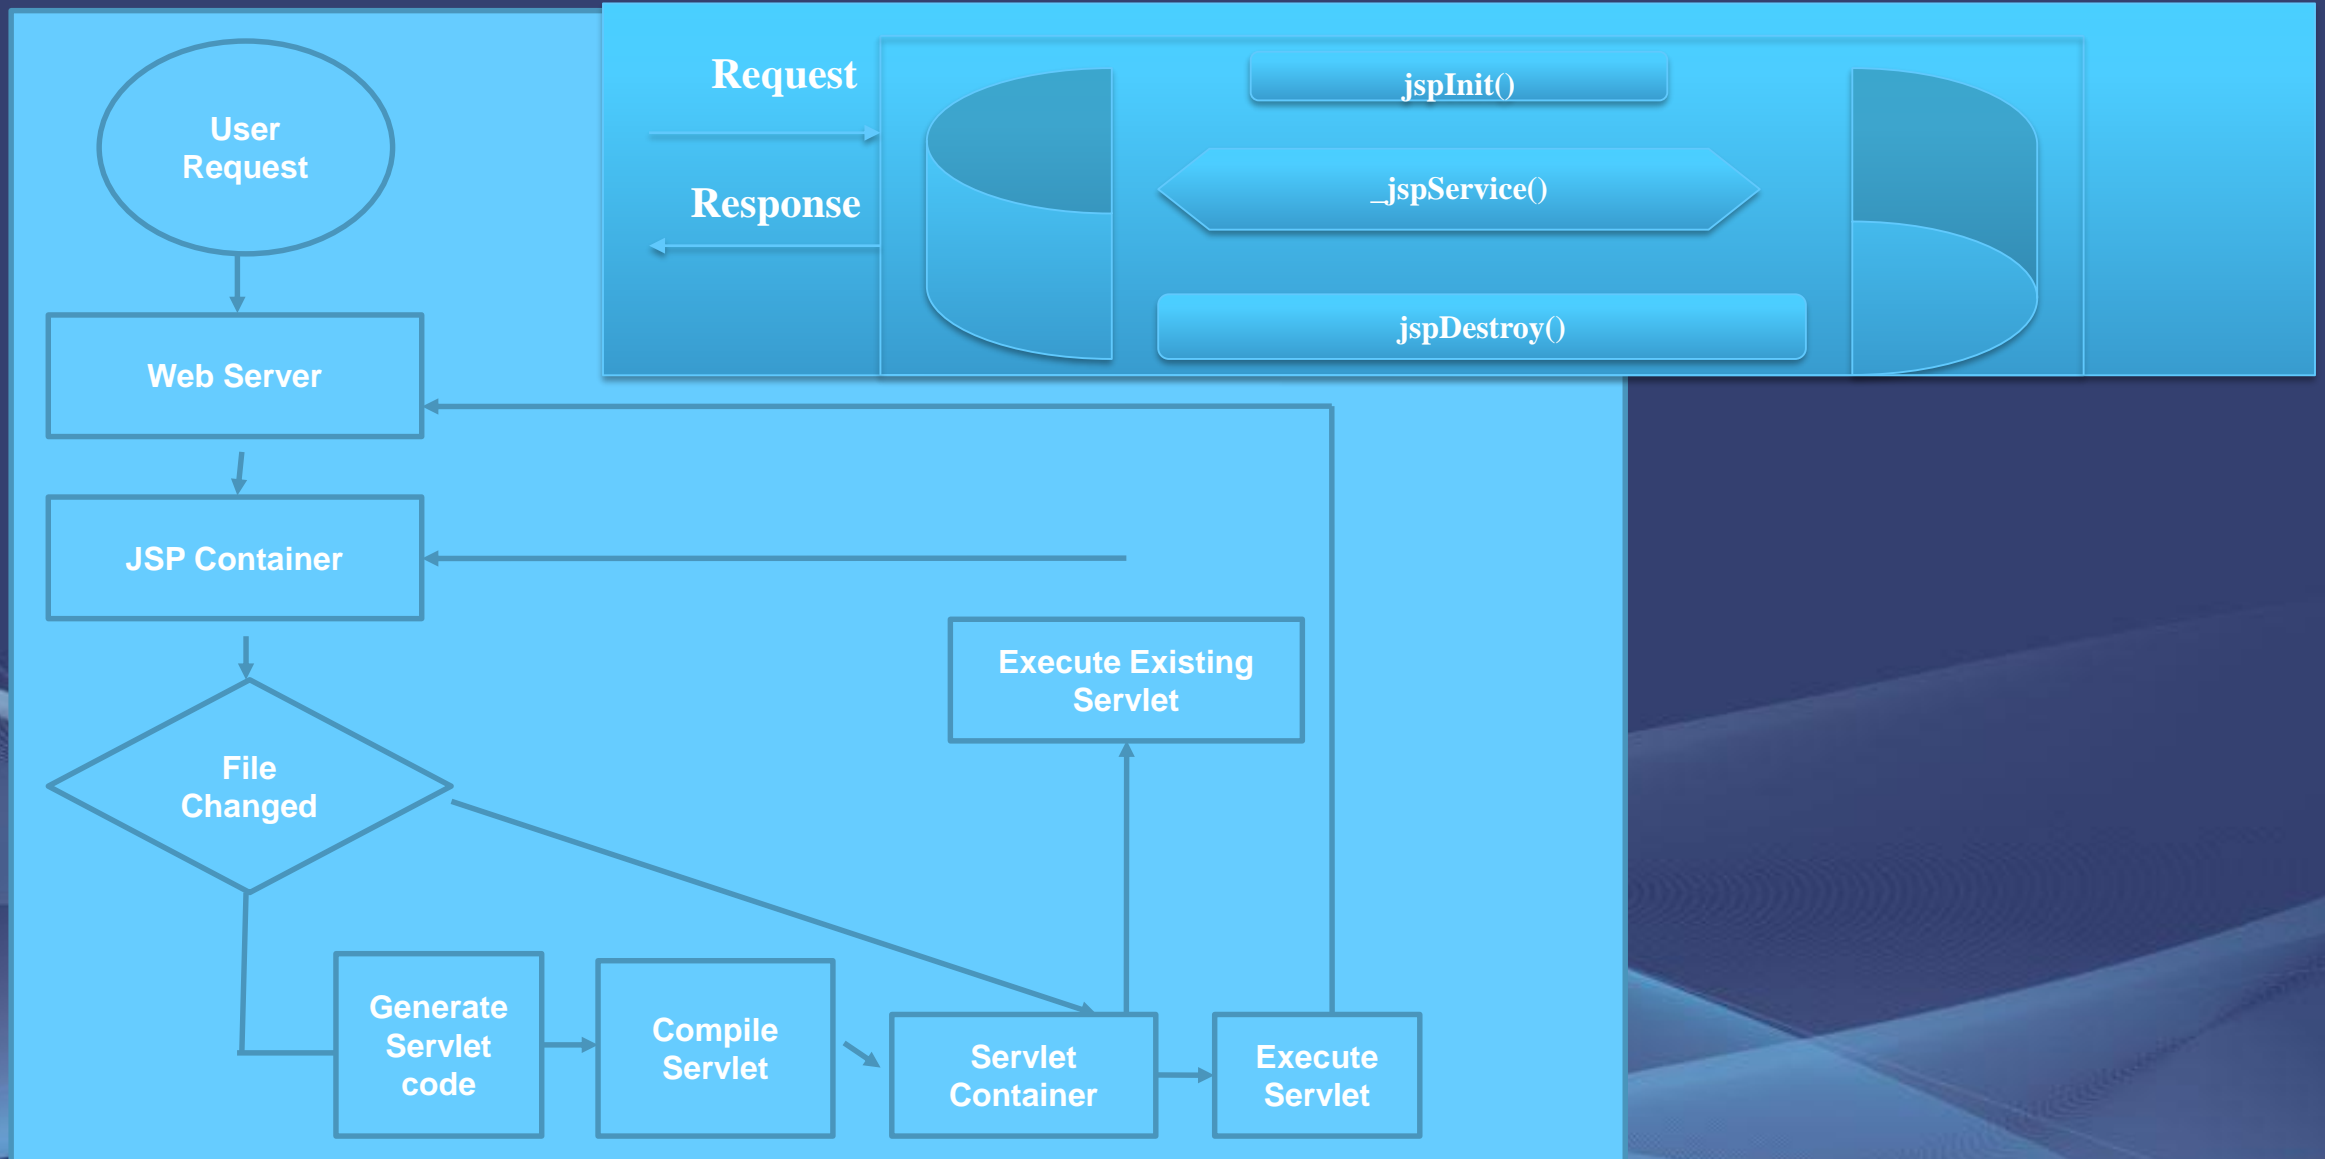 Request
jspInit()
Response
_jspService()
jspDestroy()
User
Request
Web Server
JSP Container
Execute Existing
Servlet
File
Changed
Generate
Servlet
code
Compile
Servlet
Servlet
Container
Execute
Servlet